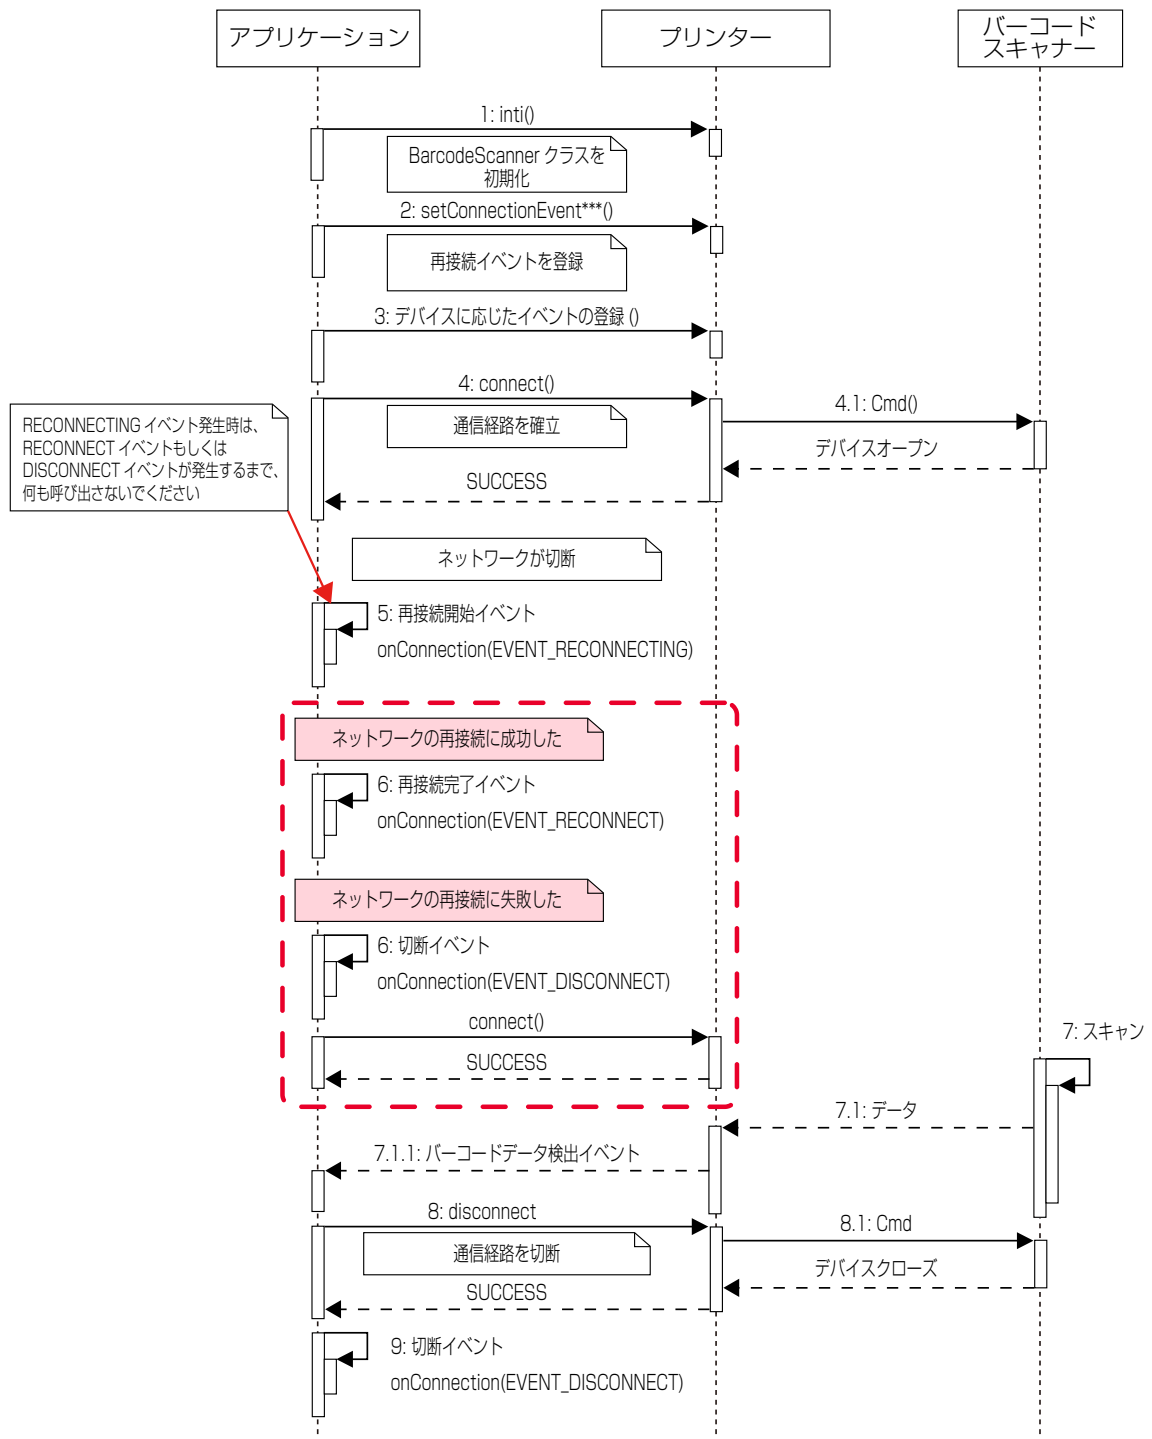 アプリケーション
プリンター
バーコード
スキャナー
1: inti()
BarcodeScanner クラスを
初期化
2: setConnectionEvent***()
再接続イベントを登録
3: デバイスに応じたイベントの登録 ()
4: connect()
通信経路を確立
4.1: Cmd()
デバイスオープン
SUCCESS
RECONNECTING イベント発生時は、
RECONNECT イベントもしくは
DISCONNECT イベントが発生するまで、
何も呼び出さないでください
ネットワークが切断
5: 再接続開始イベント
onConnection(EVENT_RECONNECTING)
ネットワークの再接続に成功した
6: 再接続完了イベント
onConnection(EVENT_RECONNECT)
ネットワークの再接続に失敗した
6: 切断イベント
onConnection(EVENT_DISCONNECT)
connect()
SUCCESS
7: スキャン
7.1: データ
7.1.1: バーコードデータ検出イベント
8: disconnect
通信経路を切断
8.1: Cmd
デバイスクローズ
SUCCESS
9: 切断イベント
onConnection(EVENT_DISCONNECT)